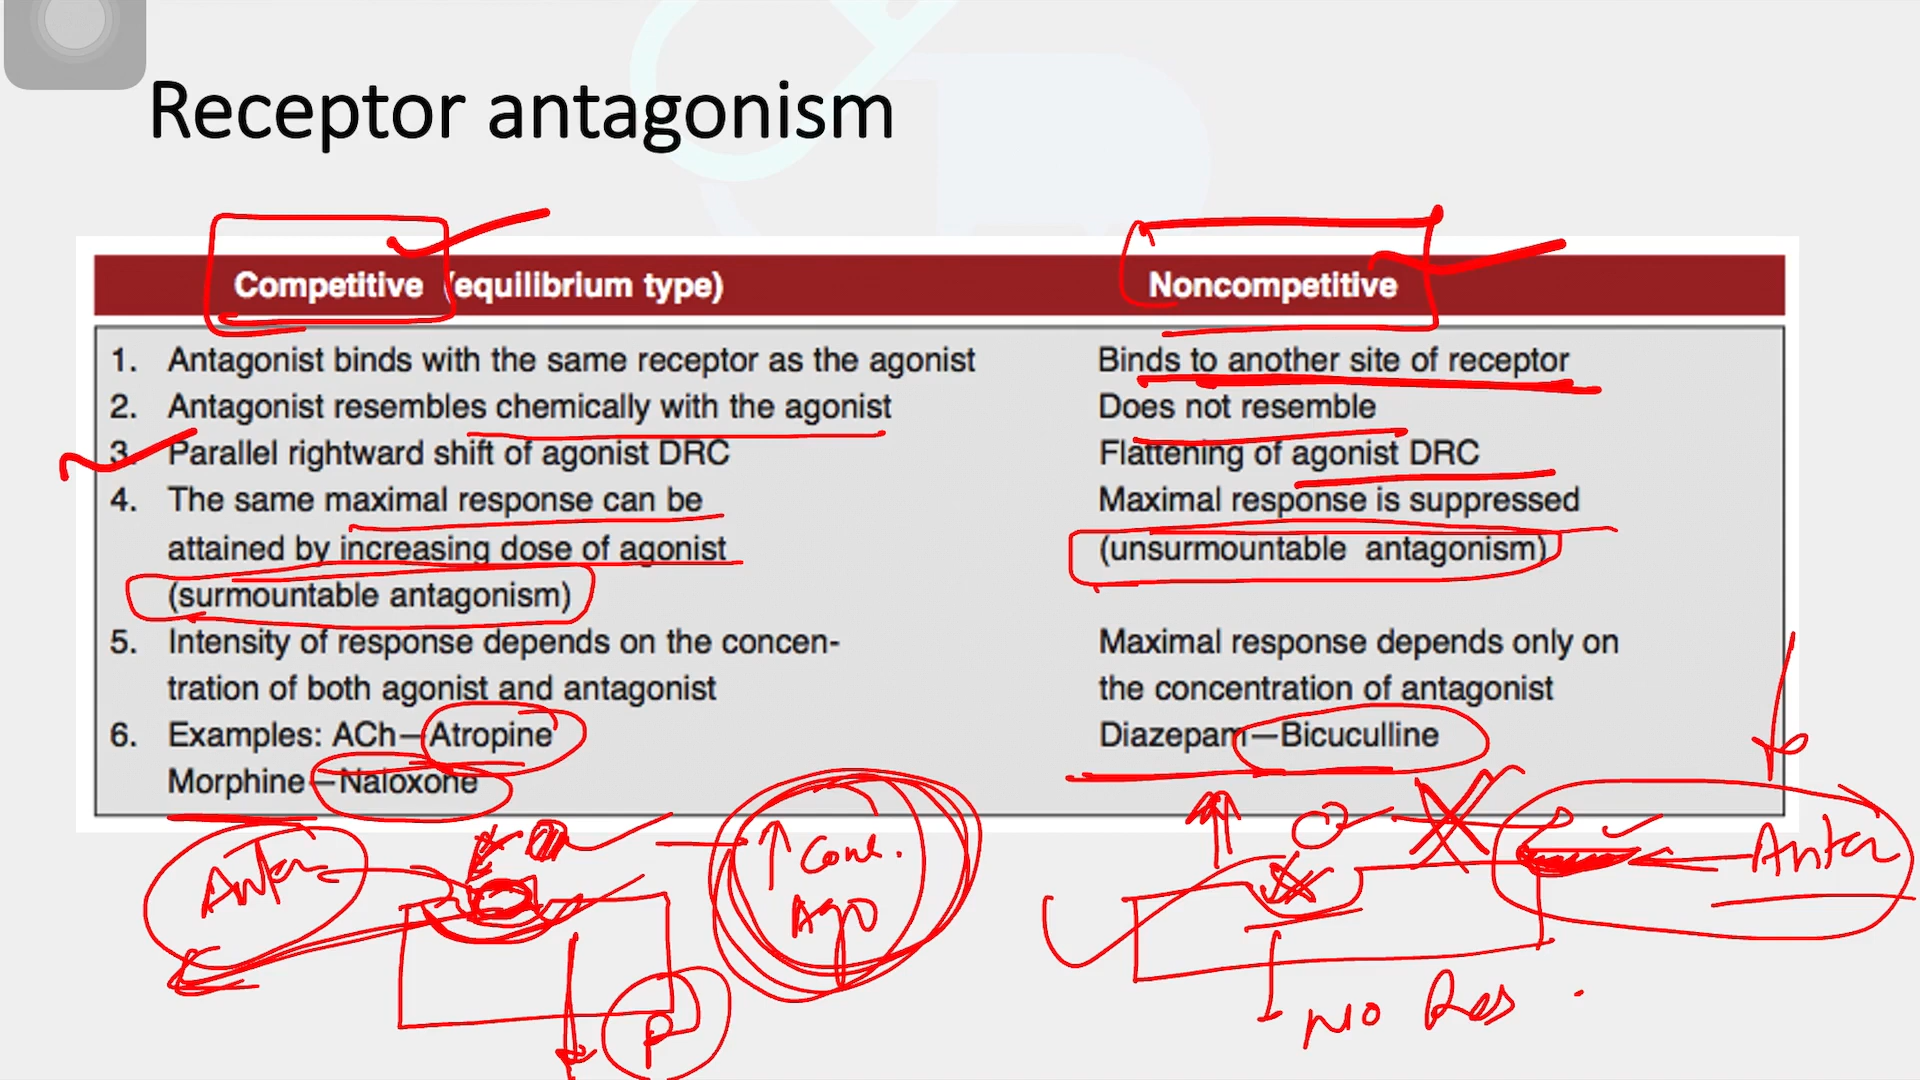 Receptor antagonism
Competitive (equilibrium type) Noncompetitive
1. Antagonist binds with the same receptor as the agonist Binds to another site of receptor
2. Antagonist resembles chemically with the agonist Does not resemble
3. Parallel rightward shift of agonist DRC Flattening of agonist DRC
4. The same maximal response can be Maximal response is suppressed
attained by increasing dose of agonist (unsurmountable antagonism)
(surmountable antagonism)
5. Intensity of response depends on the concen- Maximal response depends only on
tration of both agonist and antagonist the concentration of antagonist
6. Examples: ACh—Atropine Diazepam—Bicuculline
Morphine—Naloxone
↑ Conc.
Ago
P
No Res